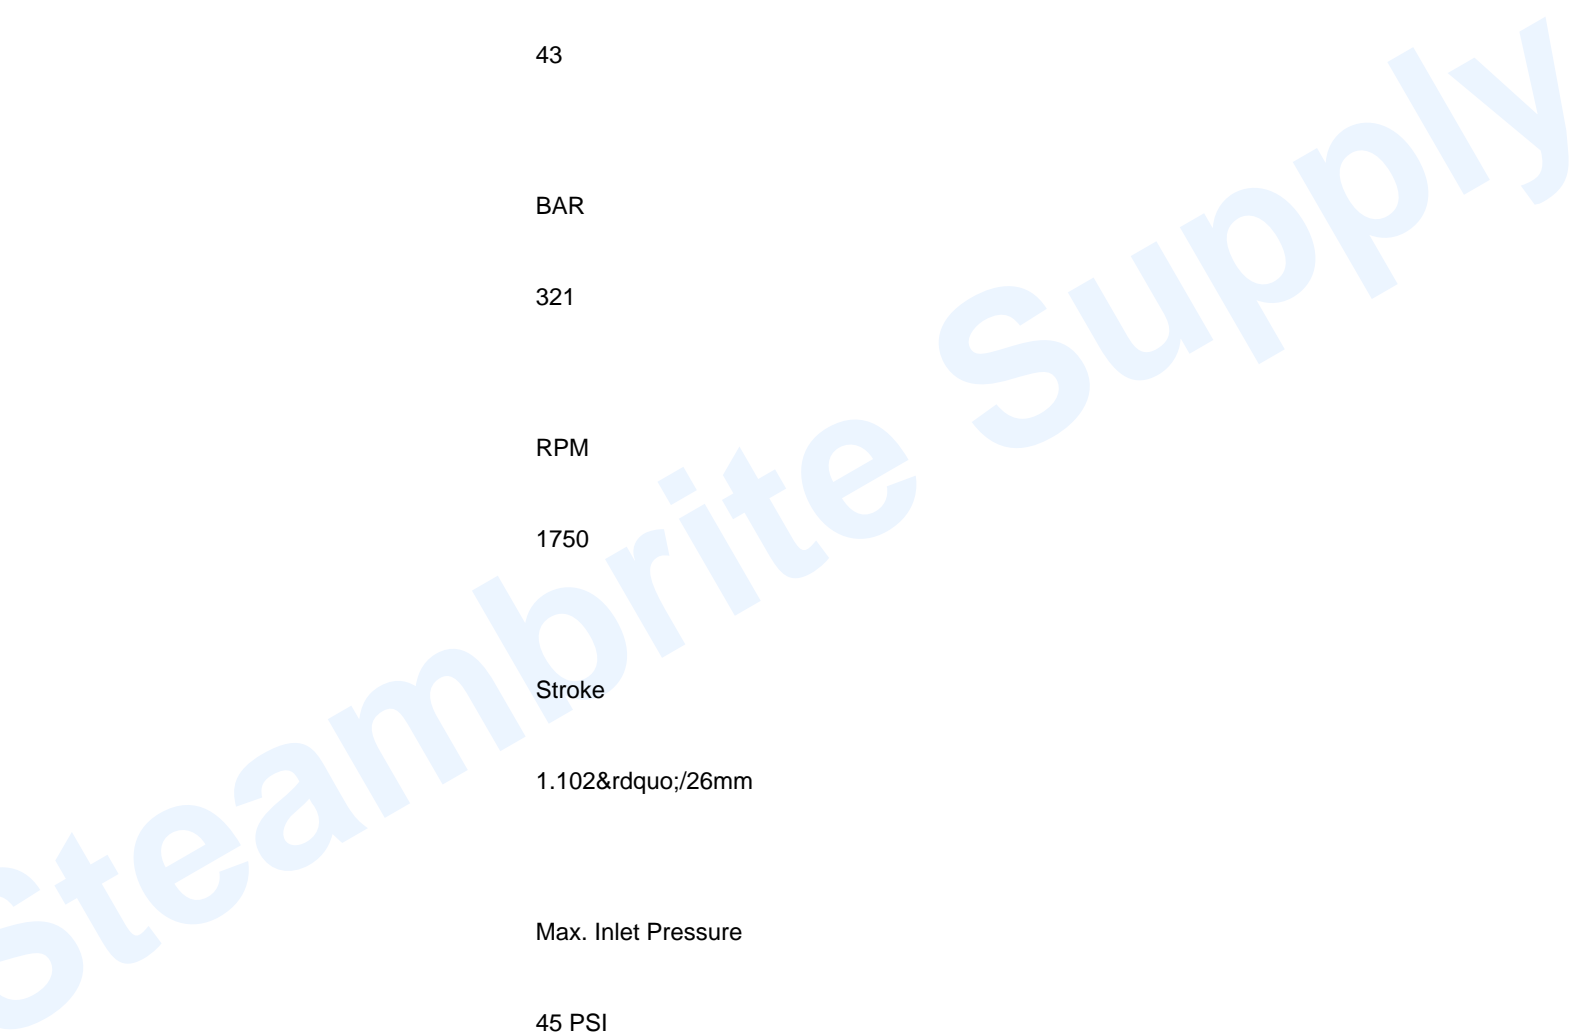 43
BAR
321
RPM
1750
Stroke
1.102&rdquo;/26mm
Max. Inlet Pressure
45 PSI
Steambrite Supply